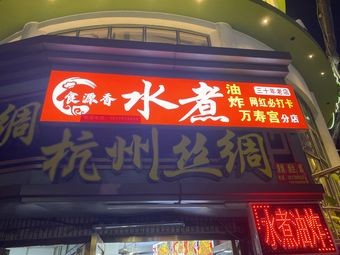 食源香
水煮
油炸
三十年老店
网红必打卡
万寿宫分店
绸
杭州丝绸
水煮油炸